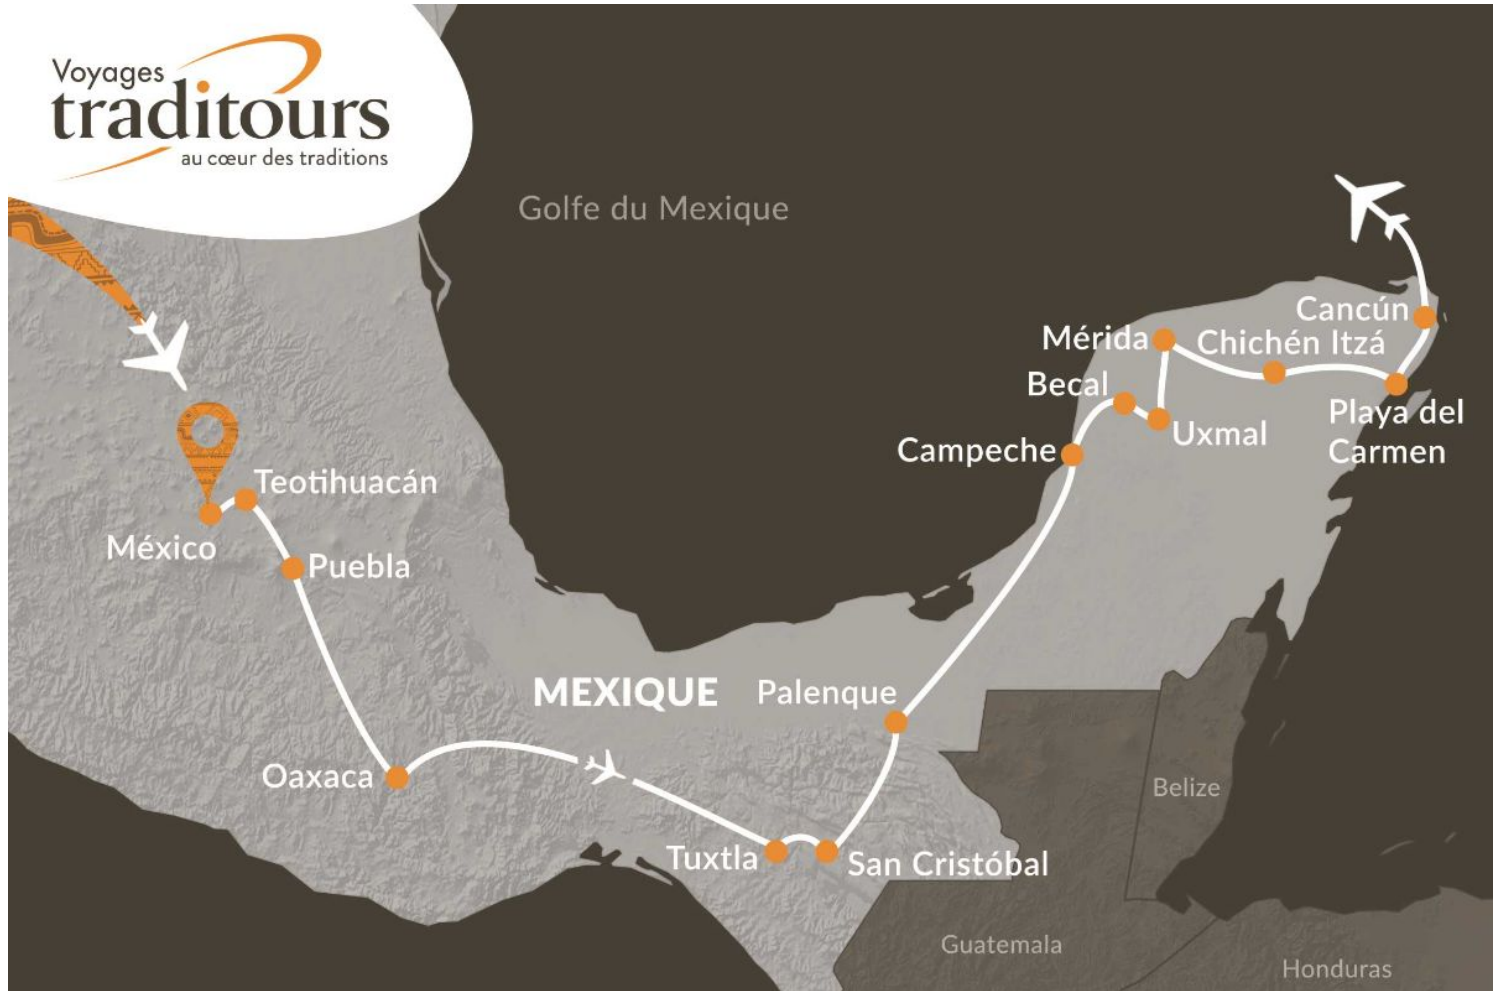 Voyages
traditours
au cœur des traditions
Golfe du Mexique
Cancún
Mérida
Chichén Itzá
Becal
Playa del
Carmen
Uxmal
Campeche
Teotihuacán
México
Puebla
MEXIQUE
Palenque
Oaxaca
Belize
Tuxtla
San Cristóbal
Guatemala
Honduras